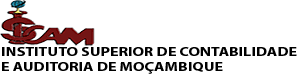 ISCAM
INSTITUTO SUPERIOR DE CONTABILIDADE
E AUDITORIA DE MOÇAMBIQUE